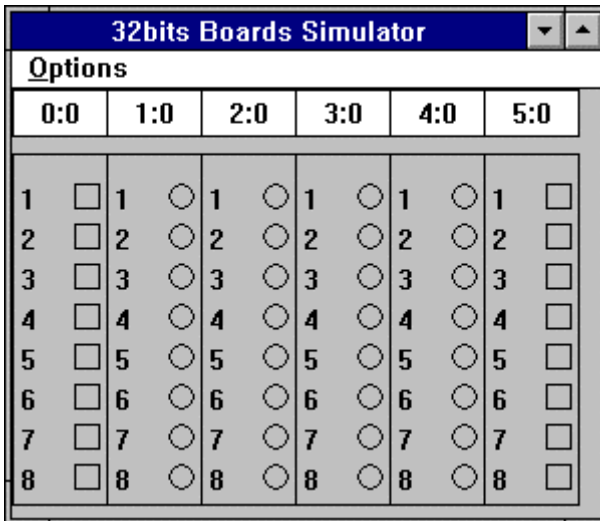 32bits Boards Simulator
Options
0:0 1:0 2:0 3:0 4:0 5:0
1 1 1 1 1 1
2 2 2 2 2 2
3 3 3 3 3 3
4 4 4 4 4 4
5 5 5 5 5 5
6 6 6 6 6 6
7 7 7 7 7 7
8 8 8 8 8 8